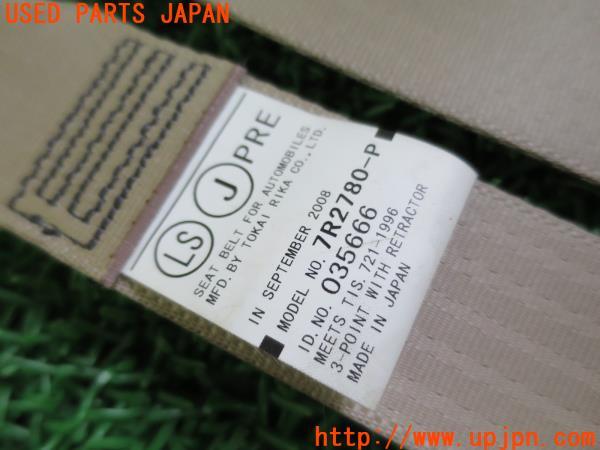 USED PARTS JAPAN
LS J PRE
SEAT BELT FOR AUTOMOBILES
MFD. BY TOKAI RIKA CO., LTD.
IN SEPTEMBER 2008
MODEL NO. 7R2780-P
ID. NO. 035666
MEETS TIS. 721-1996
3-POINT WITH RETRACTOR
MADE IN JAPAN
http://www.upjpn.com